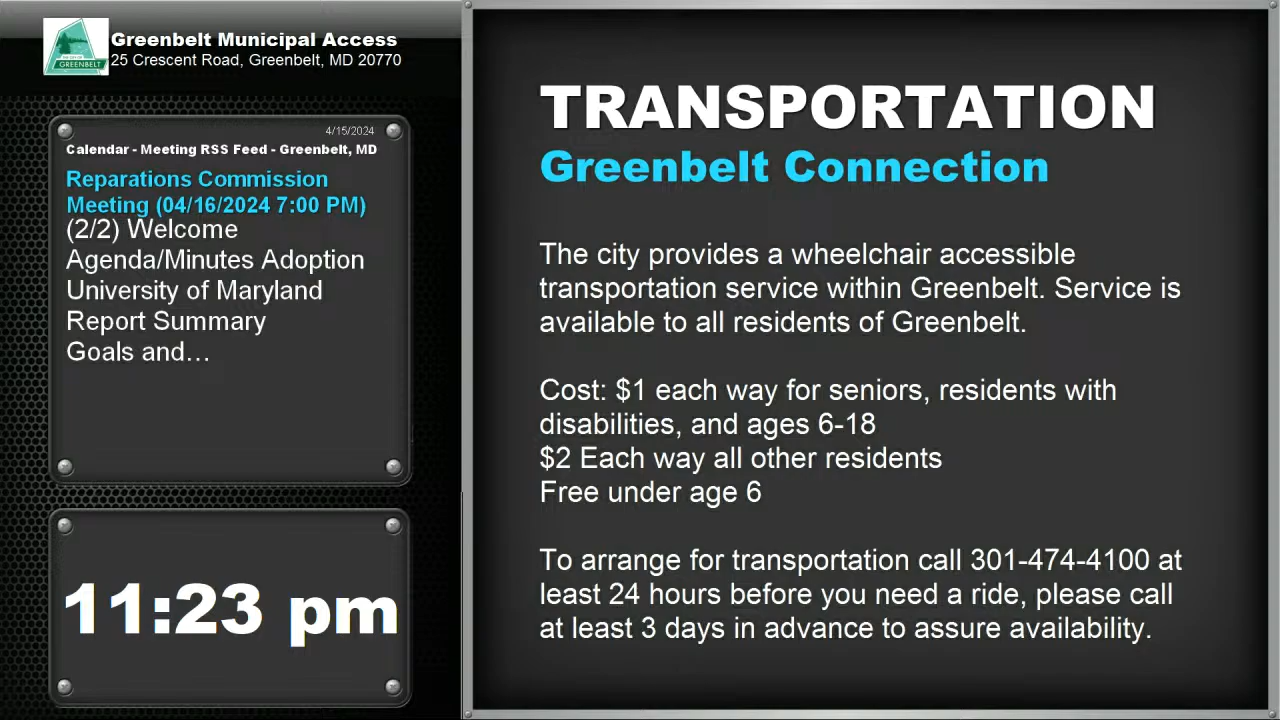 Greenbelt Municipal Access
25 Crescent Road, Greenbelt, MD 20770
GREENBELT
4/15/2024
Calendar - Meeting RSS Feed - Greenbelt, MD
Reparations Commission
Meeting (04/16/2024 7:00 PM)
(2/2) Welcome
Agenda/Minutes Adoption
University of Maryland
Report Summary
Goals and…
11:23 pm
TRANSPORTATION
Greenbelt Connection
The city provides a wheelchair accessible
transportation service within Greenbelt. Service is
available to all residents of Greenbelt.
Cost: $1 each way for seniors, residents with
disabilities, and ages 6-18
$2 Each way all other residents
Free under age 6
To arrange for transportation call 301-474-4100 at
least 24 hours before you need a ride, please call
at least 3 days in advance to assure availability.